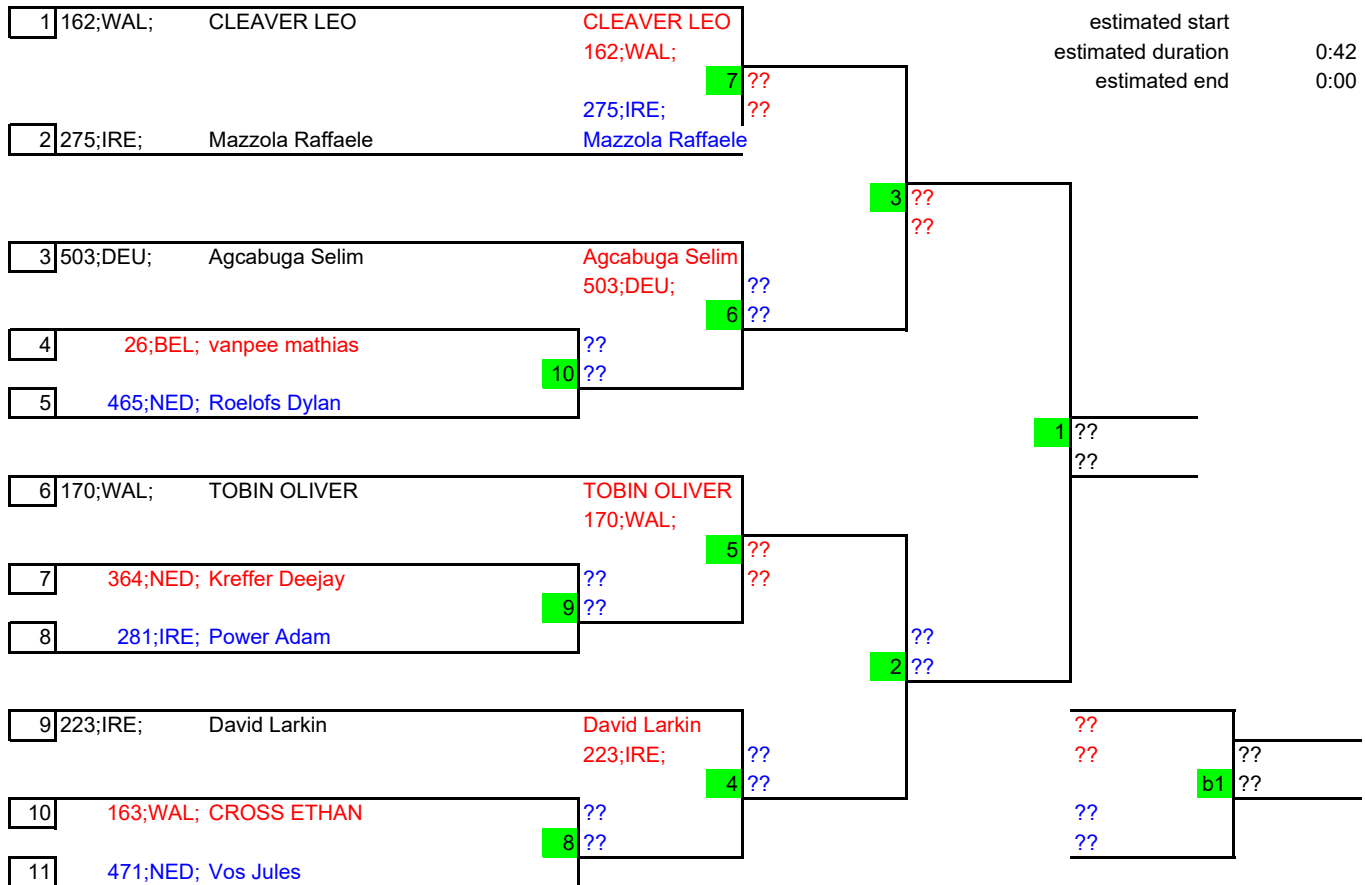 1 162;WAL; CLEAVER LEO CLEAVER LEO estimated start
162;WAL; estimated duration 0:42
7 ?? estimated end 0:00
275;IRE; ??
2 275;IRE; Mazzola Raffaele Mazzola Raffaele
3 ??
??
3 503;DEU; Agcabuga Selim Agcabuga Selim
503;DEU; ??
6 ??
4 26;BEL; vanpee mathias ??
10 ??
5 465;NED; Roelofs Dylan
1 ??
??
6 170;WAL; TOBIN OLIVER TOBIN OLIVER
170;WAL;
5 ??
7 364;NED; Kreffer Deejay ?? ??
9 ??
8 281;IRE; Power Adam ??
2 ??
9 223;IRE; David Larkin David Larkin ??
223;IRE; ?? ?? ??
4 ?? b1 ??
10 163;WAL; CROSS ETHAN ?? ??
8 ?? ??
11 471;NED; Vos Jules